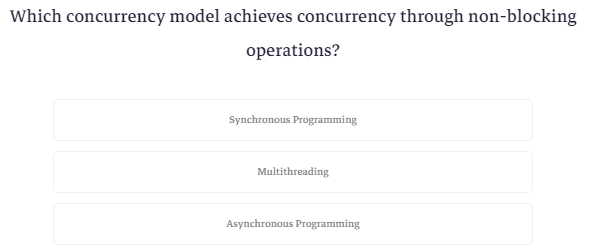 Which concurrency model achieves concurrency through non-blocking
operations?
Synchronous Programming
Multithreading
Asynchronous Programming